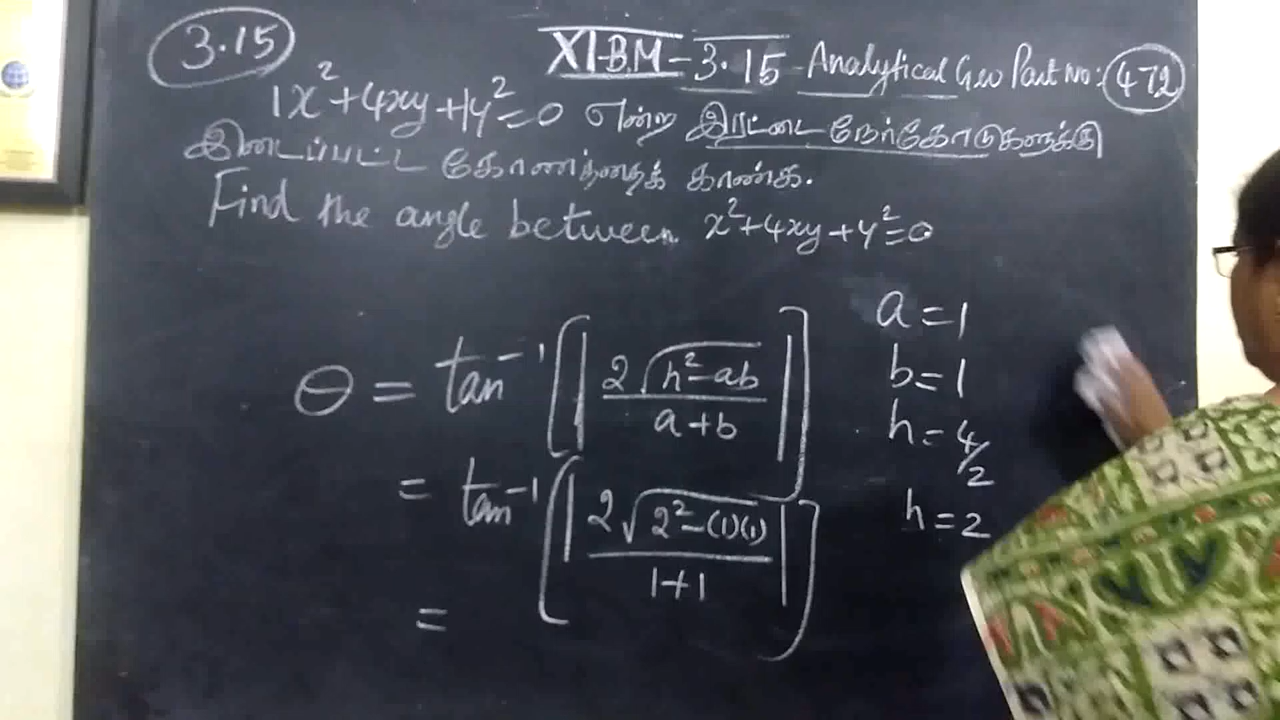 3.15
XI-B.M-3.15 Analytical Geo Part No: 472
1x²+4xy+1y²=0 என்ற இரட்டை நேர்கோடுகளுக்கு
இடைப்பட்ட கோணத்தைக் காண்க.
Find the angle between x²+4xy+y²=0
θ = tan⁻¹[|2√(h²-ab) / (a+b)|]
a=1
b=1
h=4/2
= tan⁻¹[|2√(2²-(1)(1)) / (1+1)|]
h=2
=